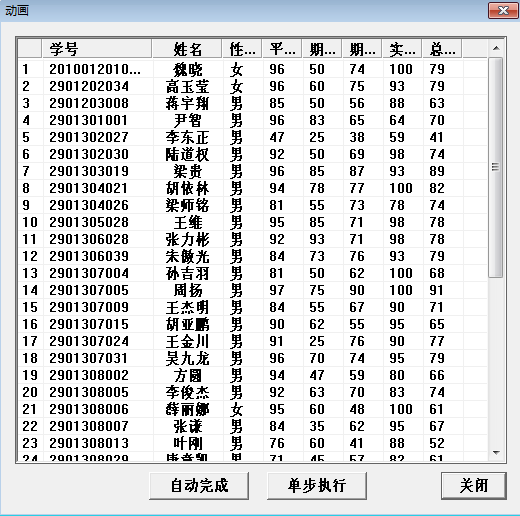 动画
学号 姓名 性... 平... 期... 期... 实... 总...
1 2010012010... 魏晓 女 96 50 74 100 79
2 2901202034 高玉莹 女 96 60 75 93 79
3 2901203008 蒋宇翔 男 85 50 56 88 63
4 2901301001 尹智 男 96 83 65 64 70
5 2901302027 李东正 男 47 25 38 59 41
6 2901302030 陆道权 男 92 50 69 98 74
7 2901303019 梁贵 男 96 85 87 93 89
8 2901304021 胡依林 男 94 78 77 100 82
9 2901304026 梁师铭 男 81 55 73 78 74
10 2901305028 王维 男 95 85 71 98 78
11 2901306028 张力彬 男 92 93 71 98 78
12 2901306039 朱傲光 男 84 73 76 93 79
13 2901307004 孙吉羽 男 81 50 62 100 68
14 2901307005 周扬 男 97 75 90 100 91
15 2901307009 王杰明 男 84 55 67 90 71
16 2901307015 胡亚鹏 男 90 62 55 95 65
17 2901307024 王金川 男 91 25 76 90 77
18 2901307031 吴九龙 男 96 70 74 95 79
19 2901308002 方圆 男 94 47 59 80 66
20 2901308005 李俊杰 男 92 63 70 83 74
21 2901308006 薛丽娜 女 95 60 48 100 61
22 2901308007 张谦 男 84 35 62 95 67
23 2901308013 叶刚 男 76 60 41 88 52
24 2901308029 男 71 45 57 82 61
自动完成 单步执行 关闭